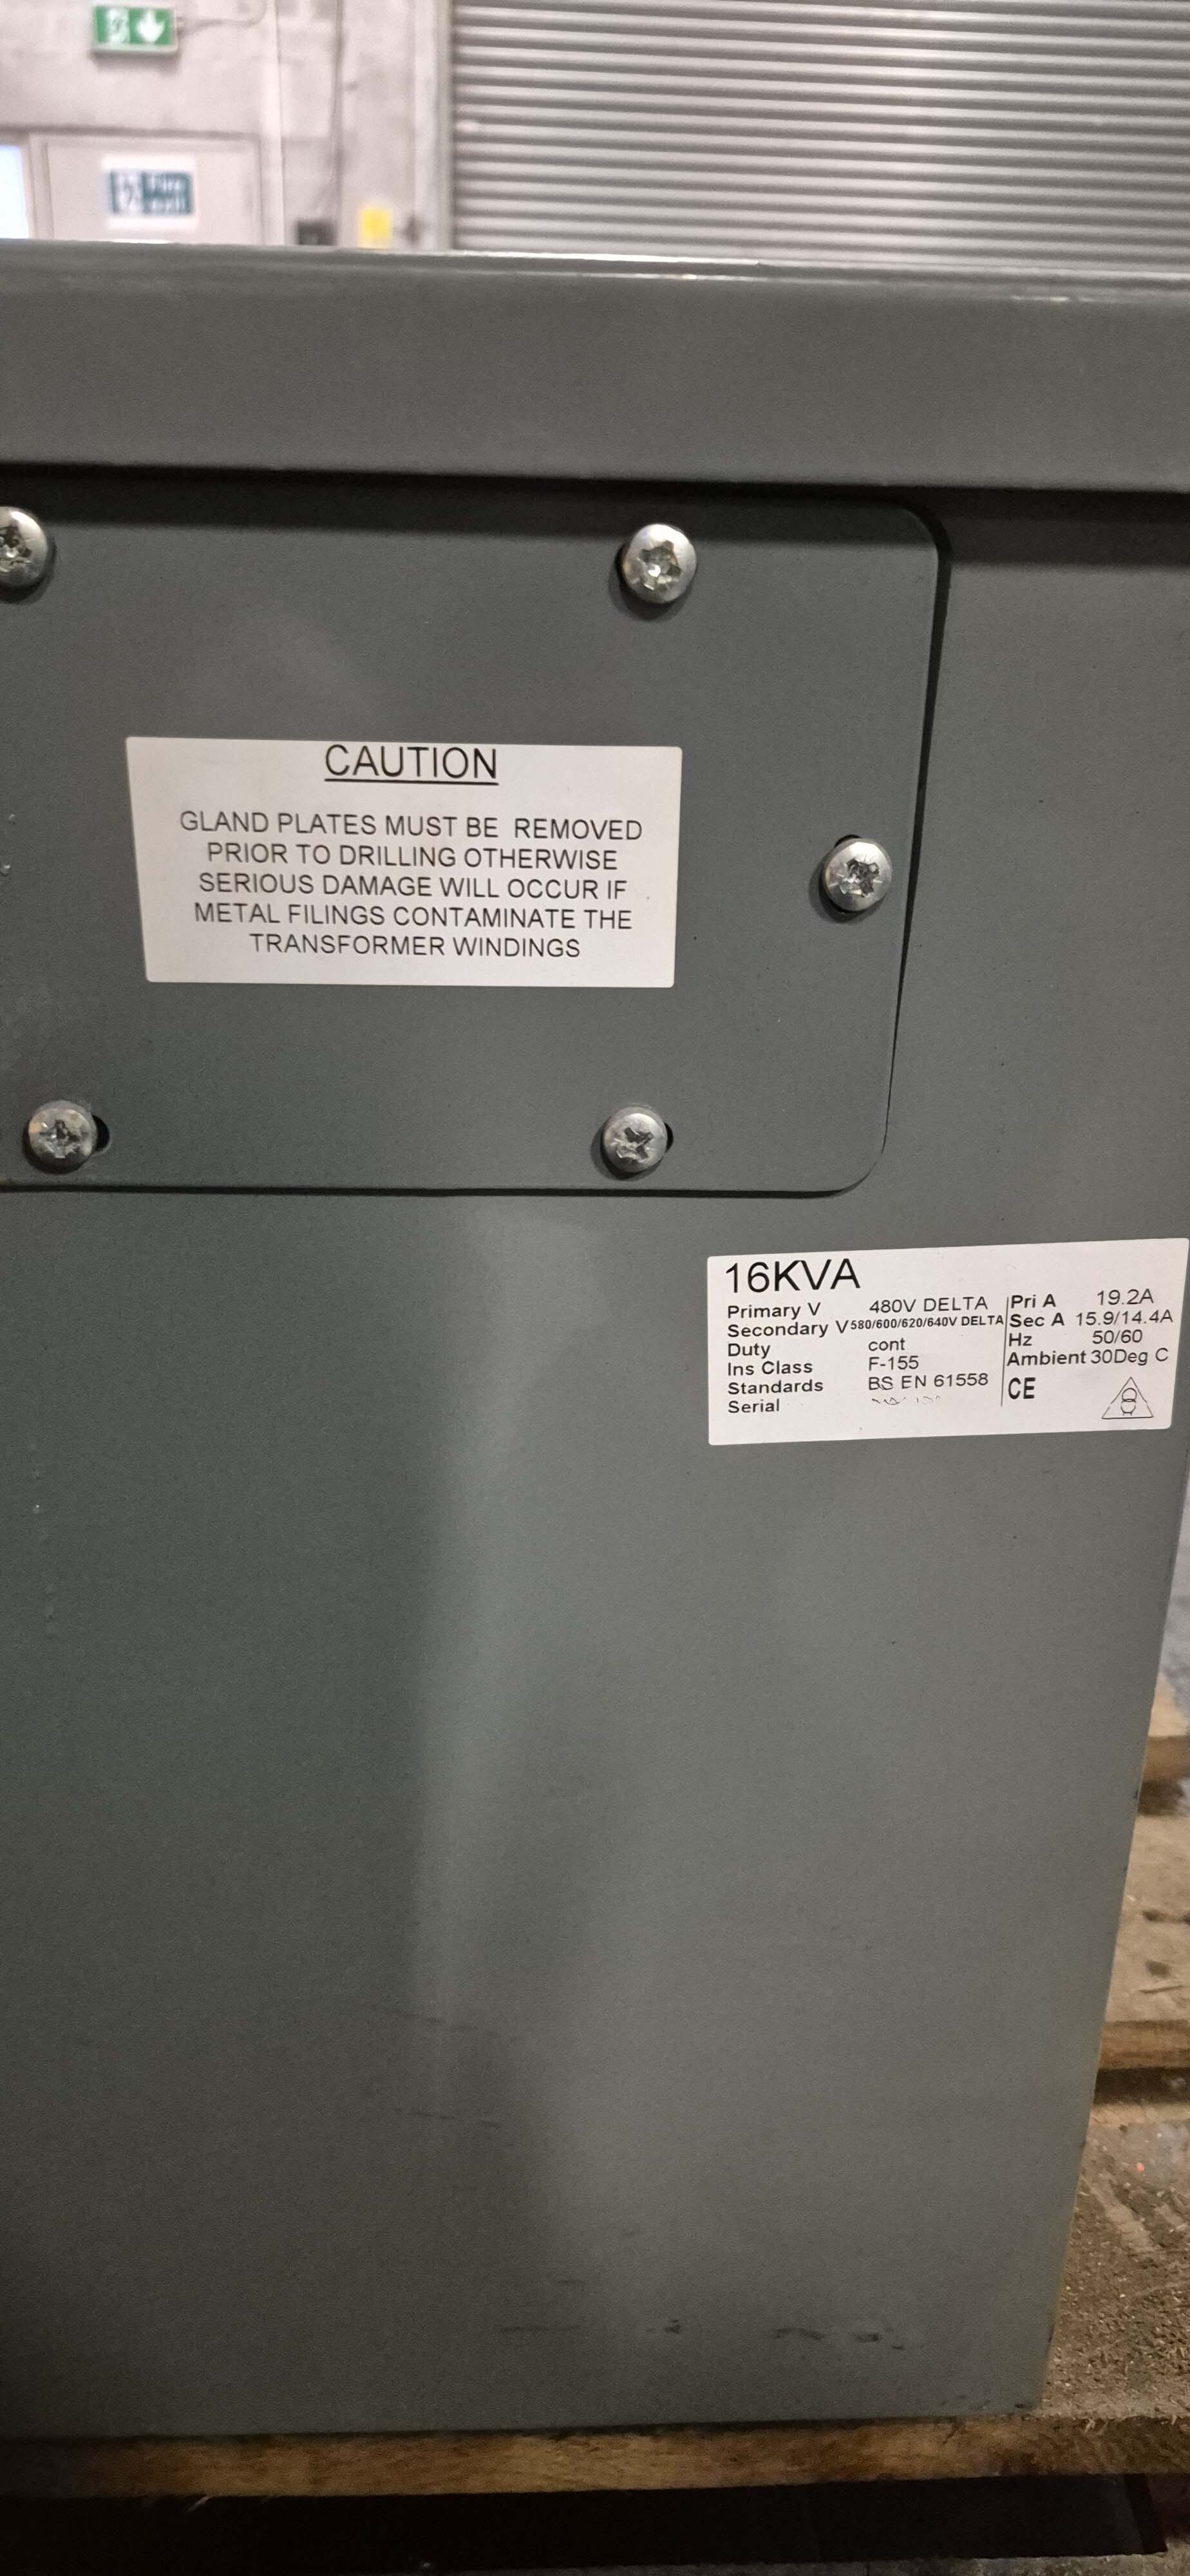 CAUTION
GLAND PLATES MUST BE REMOVED
PRIOR TO DRILLING OTHERWISE
SERIOUS DAMAGE WILL OCCUR IF
METAL FILINGS CONTAMINATE THE
TRANSFORMER WINDINGS
16KVA
Primary V 480V DELTA Pri A 19.2A
Secondary V 580/600/620/640V DELTA Sec A 15.9/14.4A
Duty cont Hz 50/60
Ins Class F-155 Ambient 30Deg C
Standards BS EN 61558 CE
Serial